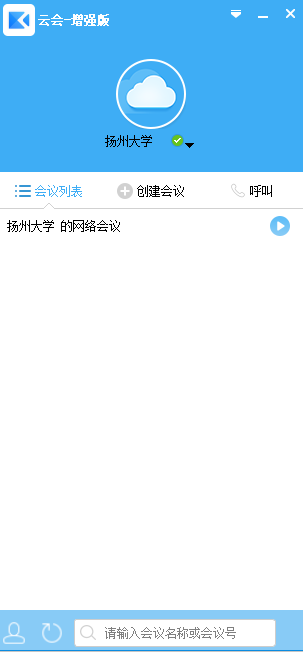 云会-增强版
扬州大学
会议列表 创建会议 呼叫
扬州大学 的网络会议
请输入会议名称或会议号